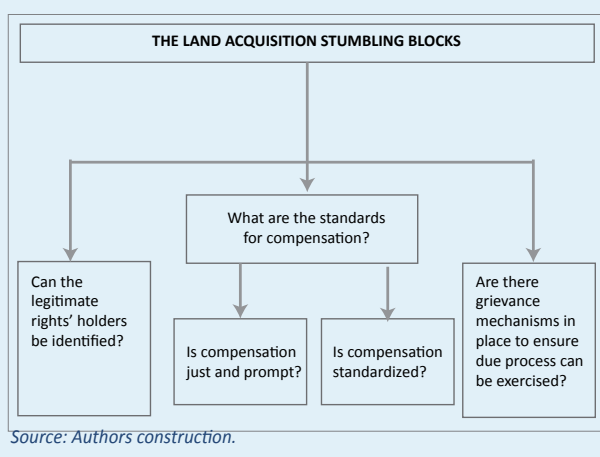 THE LAND ACQUISITION STUMBLING BLOCKS
What are the standards
for compensation?
Can the
legitimate
rights’ holders
be identified?
Is compensation
just and prompt?
Is compensation
standardized?
Are there
grievance
mechanisms in
place to ensure
due process can
be exercised?
Source: Authors construction.